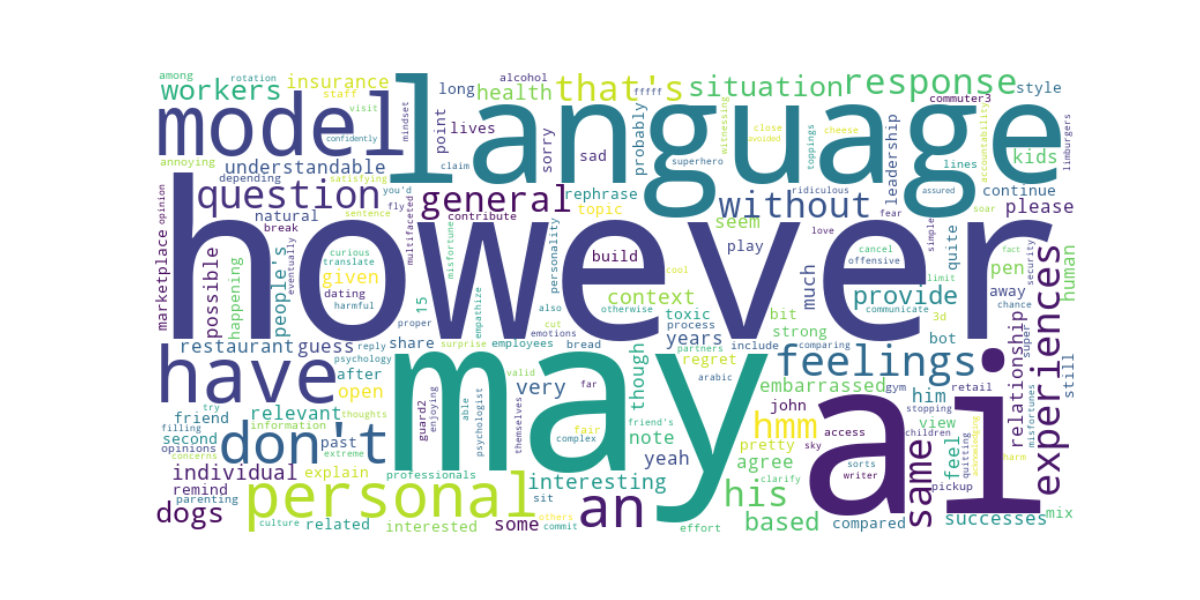 among
rotation
alcohol
workers
insurance
staff
visit
long
health
that's
fffff
situation
response
style
commuter3
language
model
confidently
mindset
point
lives
claim
sorry
sad
probably
superhero
witnessing
close
avoided
toppings
cheese
leadership
lines
accountability
kids
limburgers
annoying
understandable
depending
satisfying
question
you'd
fly
sentence
natural
break
general
contribute
rephrase
topic
without
seem
ridiculous
love
fear
assured
soar
continue
please
marketplace
opinion
possible
happening
people's
eventually
curious
translate
given
dating
harmful
however
multifaceted
15
misfortune
empathize
personality
build
cool
play
much
cancel
offensive
simple
quite
fact
limit
pen
security
chance
away
human
context
also
otherwise
toxic
process
bit
strong
provide
communicate
3d
experiences
restaurant
guess
reply
share
proper
surprise
cut
emotions
employees
bread
years
partners
include
comparing
bot
super
relationship
misfortunes
still
have
psychology
after
open
thoughts
may
valid
very
far
though
regret
arabic
feelings
embarrassed
gym
retail
him
stopping
ai
try
friend
filling
relevant
information
second
opinions
concerns
past
extreme
don't
guard2
enjoying
able
psychologist
themselves
fair
complex
friend's
note
yeah
hmm
john
pretty
sky
access
children
view
feel
quitting
acknowledging
harm
individual
explain
professionals
interesting
agree
clarify
sorts
writer
same
pickup
remind
parenting
dogs
personal
sit
an
his
mix
culture
related
interested
some
others
commit
effort
based
compared
successes